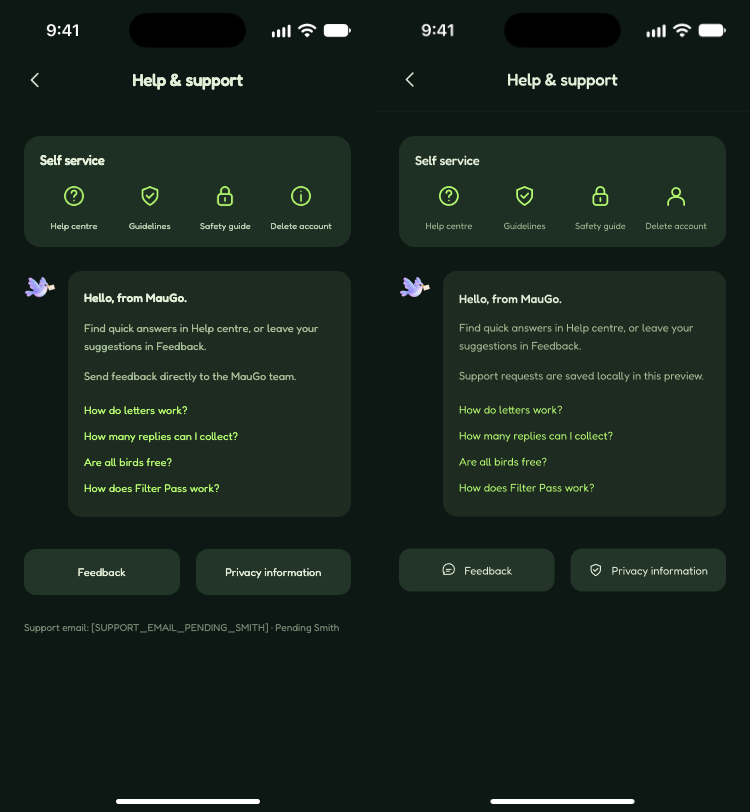 9:41
Help & support
Self service
Help centre
Guidelines
Safety guide
Delete account
Hello, from MauGo.
Find quick answers in Help centre, or leave your
suggestions in Feedback.
Send feedback directly to the MauGo team.
How do letters work?
How many replies can I collect?
Are all birds free?
How does Filter Pass work?
Feedback
Privacy information
Support email: [SUPPORT_EMAIL_PENDING_SMITH] · Pending Smith
9:41
Help & support
Self service
Help centre
Guidelines
Safety guide
Delete account
Hello, from MauGo.
Find quick answers in Help centre, or leave your
suggestions in Feedback.
Support requests are saved locally in this preview.
How do letters work?
How many replies can I collect?
Are all birds free?
How does Filter Pass work?
Feedback
Privacy information